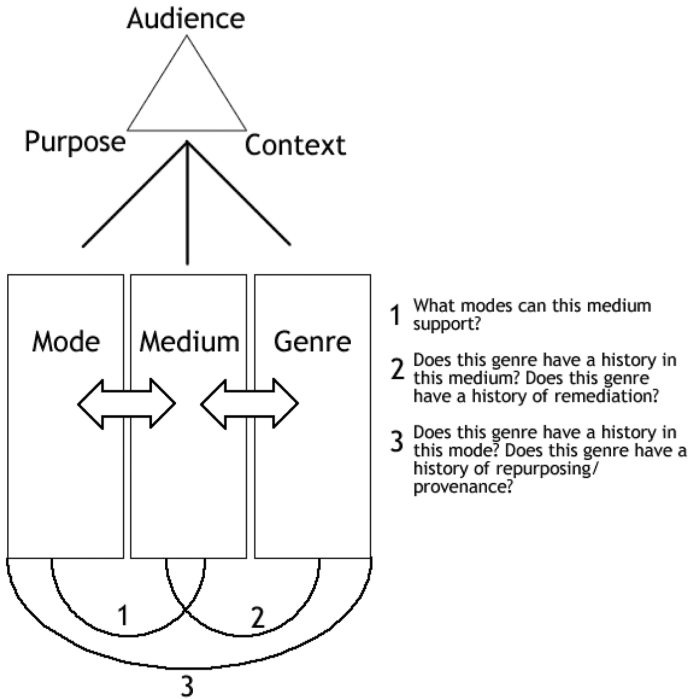 Audience
Purpose
Context
Mode
Medium
Genre
1
What modes can this medium
support?
2
Does this genre have a history in
this medium? Does this genre
have a history of remediation?
3
Does this genre have a history in
this mode? Does this genre have a
history of repurposing/
provenance?
1
2
3